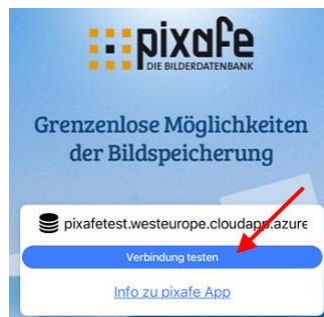 pixafe
DIE BILDERDATENBANK
Grenzenlose Möglichkeiten
der Bildspeicherung
pixafetest.westeurope.cloudapp.azure
Verbindung testen
Info zu pixafe App